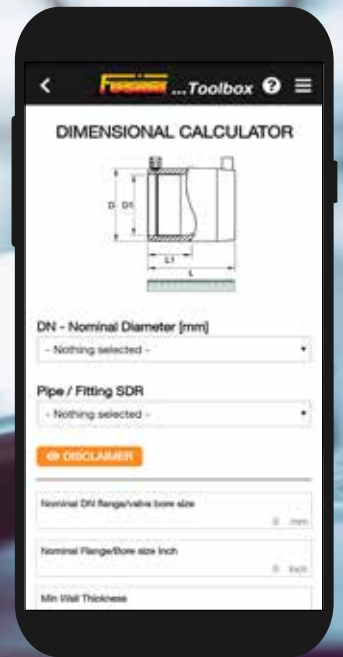 Fusion ...Toolbox ?
DIMENSIONAL CALCULATOR
D D1
L1
L
DN - Nominal Diameter [mm]
- Nothing selected -
Pipe / Fitting SDR
- Nothing selected -
DISCLAIMER
Nominal DN flange/valve bore size
0 mm
Nominal Flange/Bore size Inch
0 Inch
Min Wall Thickness